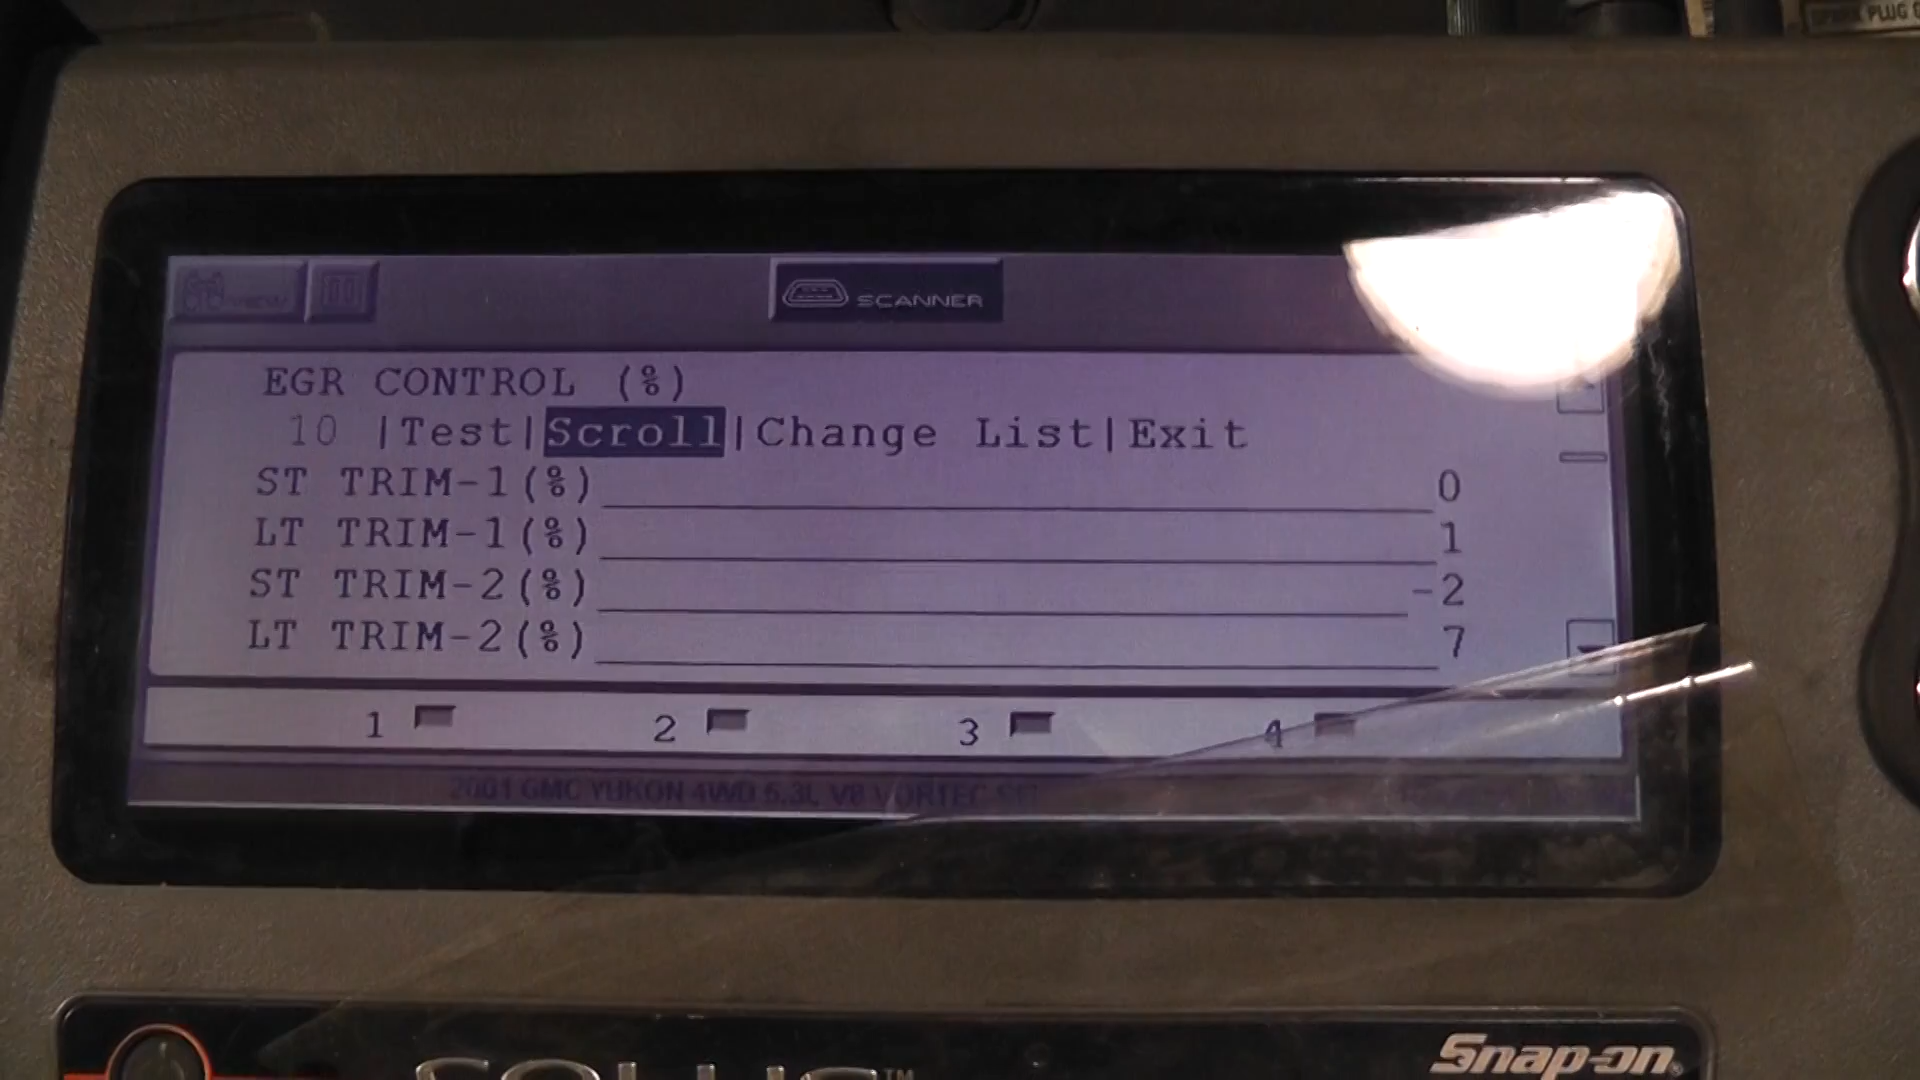 PLUG
VIEW
SCANNER
EGR CONTROL (%)
10 |Test|Scroll|Change List|Exit
ST TRIM-1(%) 0
LT TRIM-1(%) 1
ST TRIM-2(%) -2
LT TRIM-2(%) 7
1 2 3 4
2001 GMC YUKON 4WD 5.3L V8 VORTEC
Snap-on